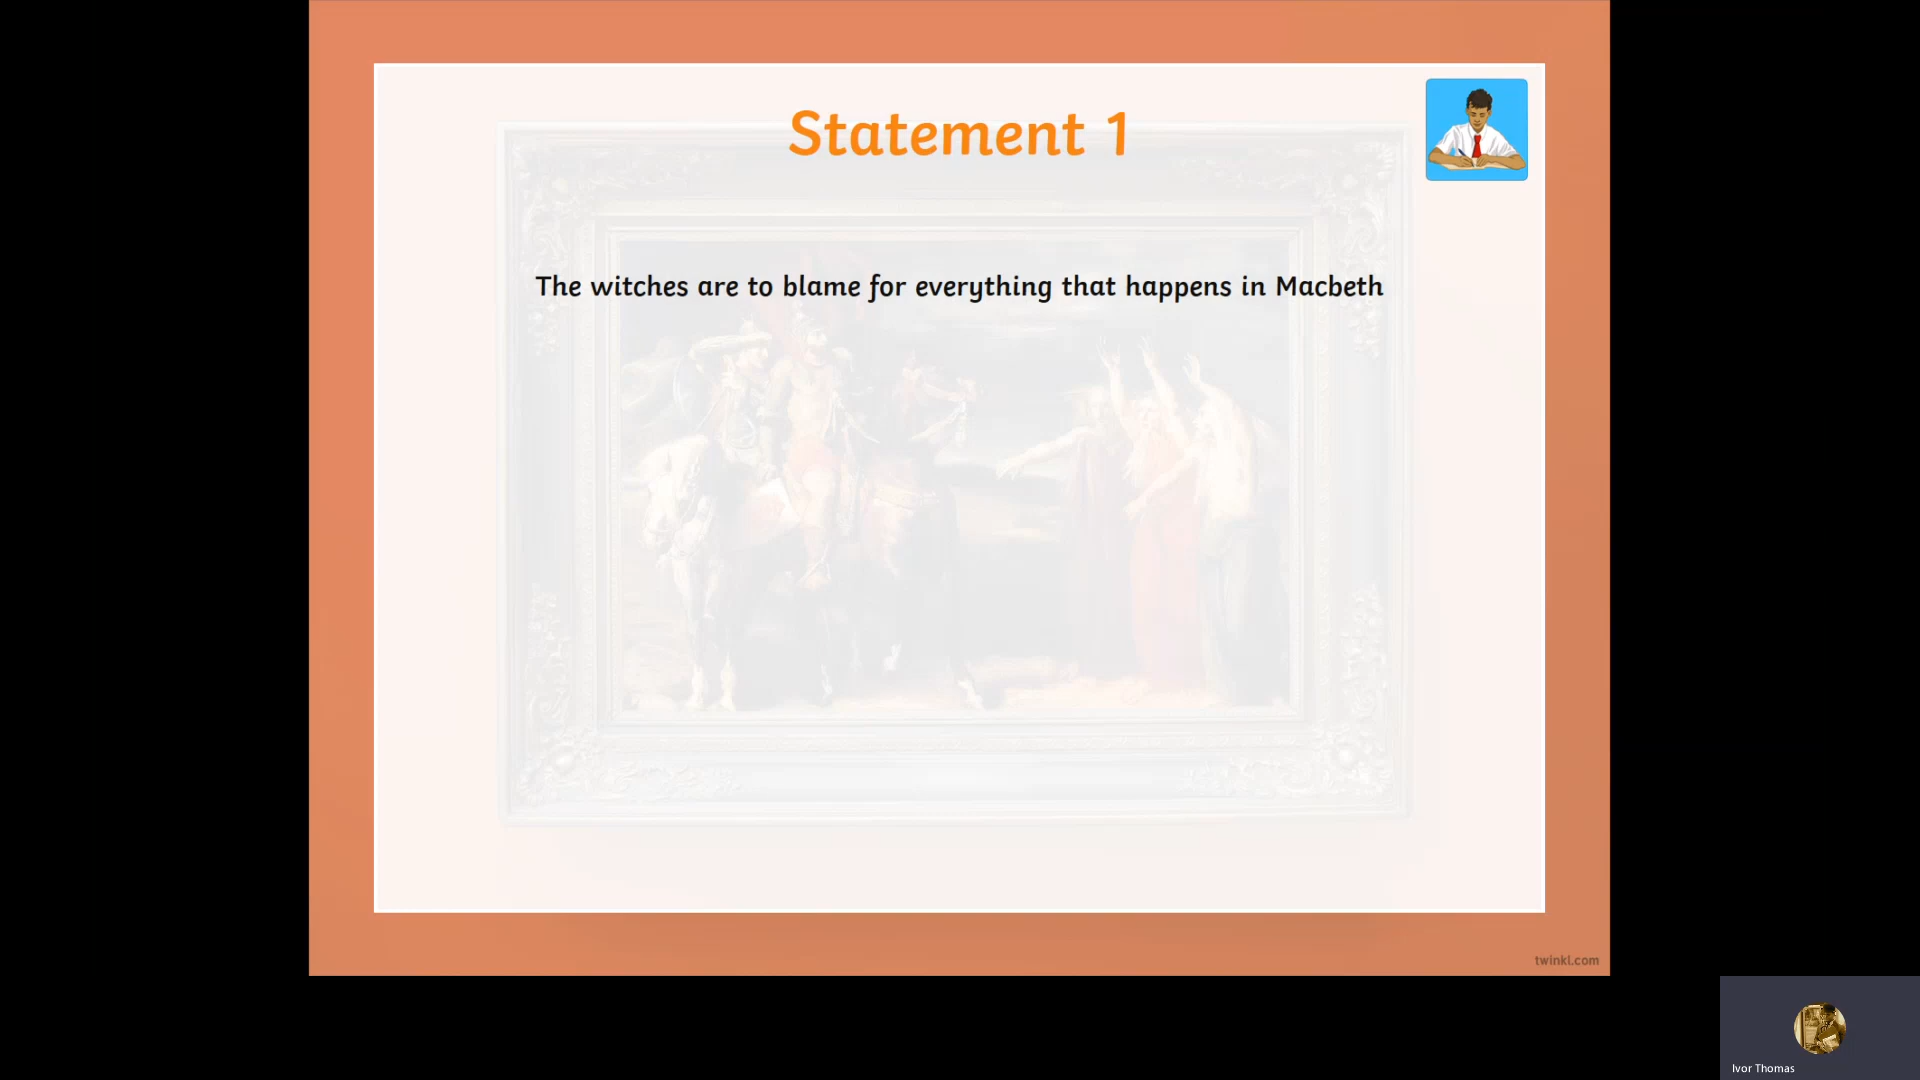 Statement 1
The witches are to blame for everything that happens in Macbeth
twinkl.com
Ivor Thomas